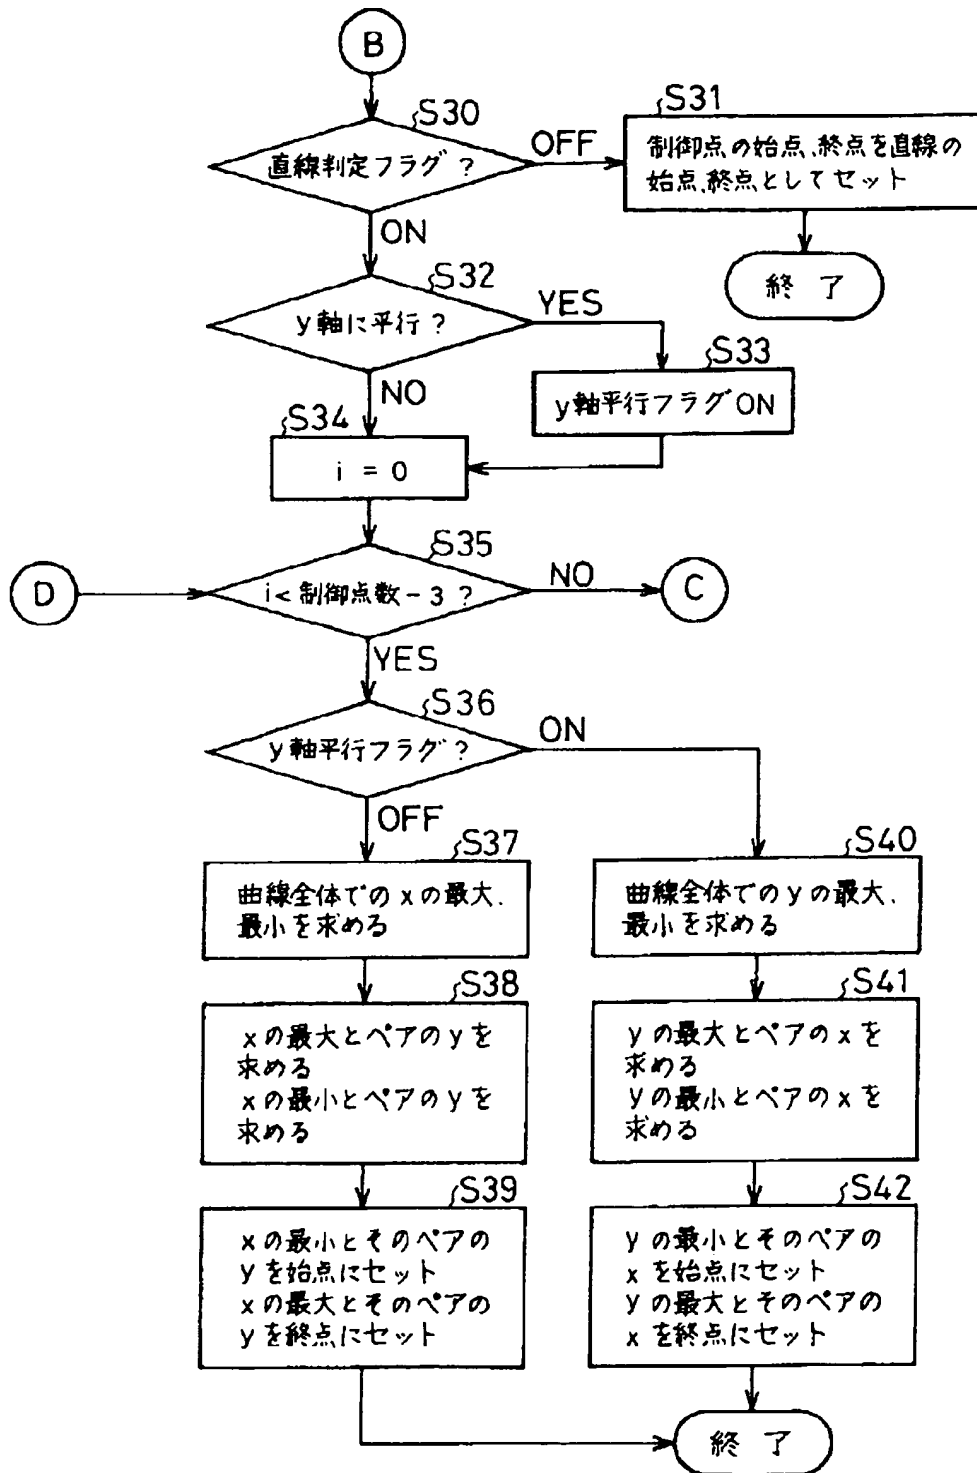 B
S30
直線判定フラグ?
OFF
S31
制御点の始点、終点を直線の
始点、終点としてセット
終了
ON
S32
y軸に平行?
YES
S33
y軸平行フラグON
NO
S34
i = 0
D
S35
i<制御点数-3?
NO
C
YES
S36
y軸平行フラグ?
ON
OFF
S37
曲線全体でのxの最大、
最小を求める
S38
xの最大とペアのyを
求める
xの最小とペアのyを
求める
S39
xの最小とそのペアの
yを始点にセット
xの最大とそのペアの
yを終点にセット
S40
曲線全体でのyの最大、
最小を求める
S41
yの最大とペアのxを
求める
yの最小とペアのxを
求める
S42
yの最小とそのペアの
xを始点にセット
yの最大とそのペアの
xを終点にセット
終了